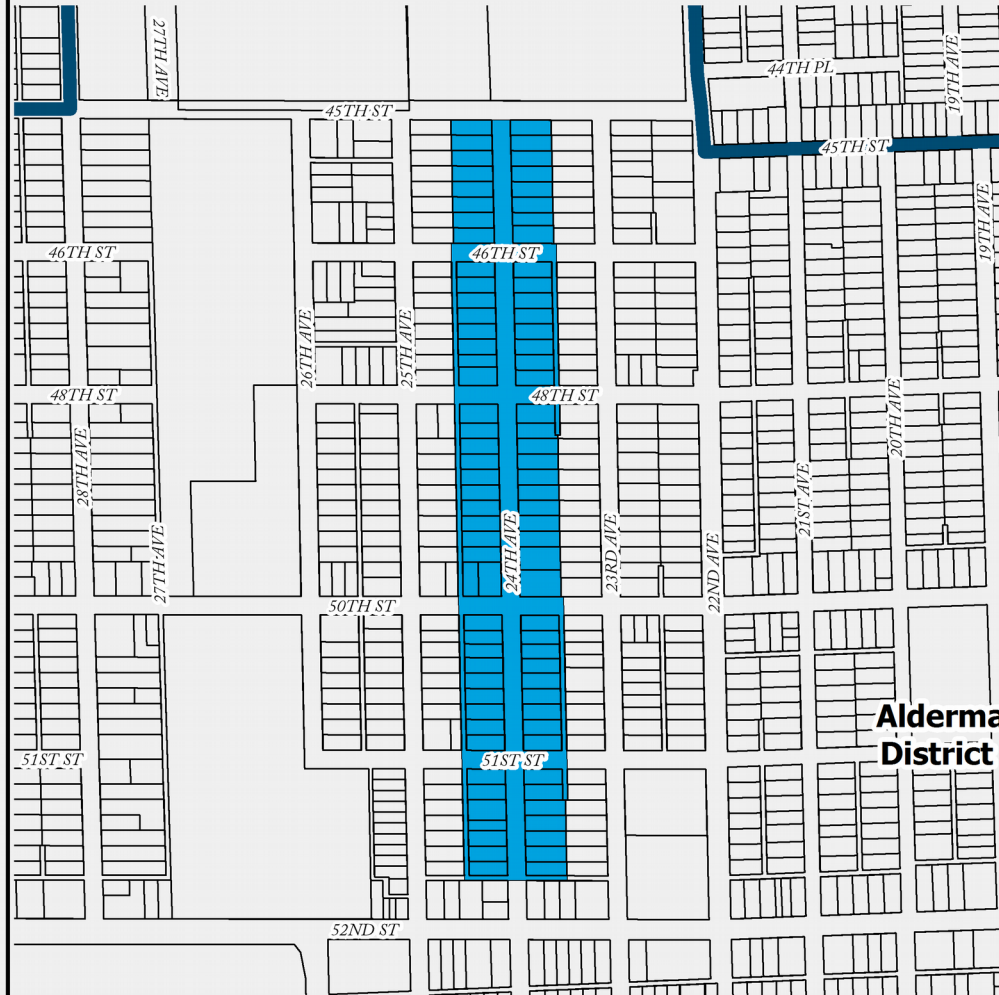 27TH AVE
44TH PL
19TH AVE
45TH ST
45TH ST
19TH AVE
46TH ST
46TH ST
26TH AVE
25TH AVE
48TH ST
48TH ST
20TH AVE
28TH AVE
21ST AVE
27TH AVE
24TH AVE
23RD AVE
22ND AVE
50TH ST
Alderma
District
51ST ST
51ST ST
52ND ST